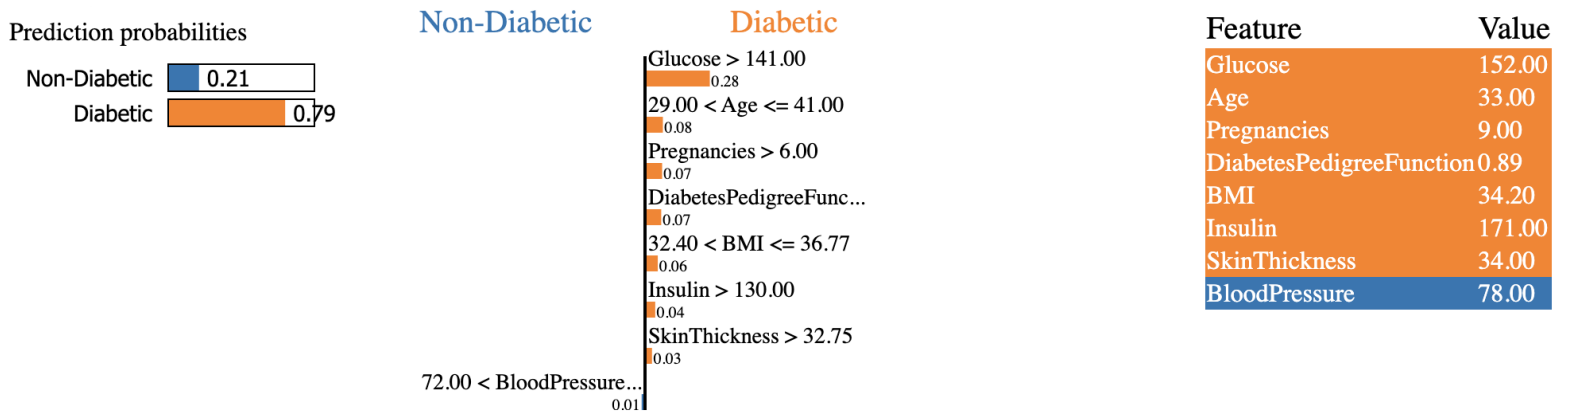 Prediction probabilities
Non-Diabetic 0.21
Diabetic 0.79
Non-Diabetic Diabetic
Glucose > 141.00
0.28
29.00 < Age <= 41.00
0.08
Pregnancies > 6.00
0.07
DiabetesPedigreeFunc...
0.07
32.40 < BMI <= 36.77
0.06
Insulin > 130.00
0.04
SkinThickness > 32.75
0.03
72.00 < BloodPressure...
0.01
Feature Value
Glucose 152.00
Age 33.00
Pregnancies 9.00
DiabetesPedigreeFunction 0.89
BMI 34.20
Insulin 171.00
SkinThickness 34.00
BloodPressure 78.00